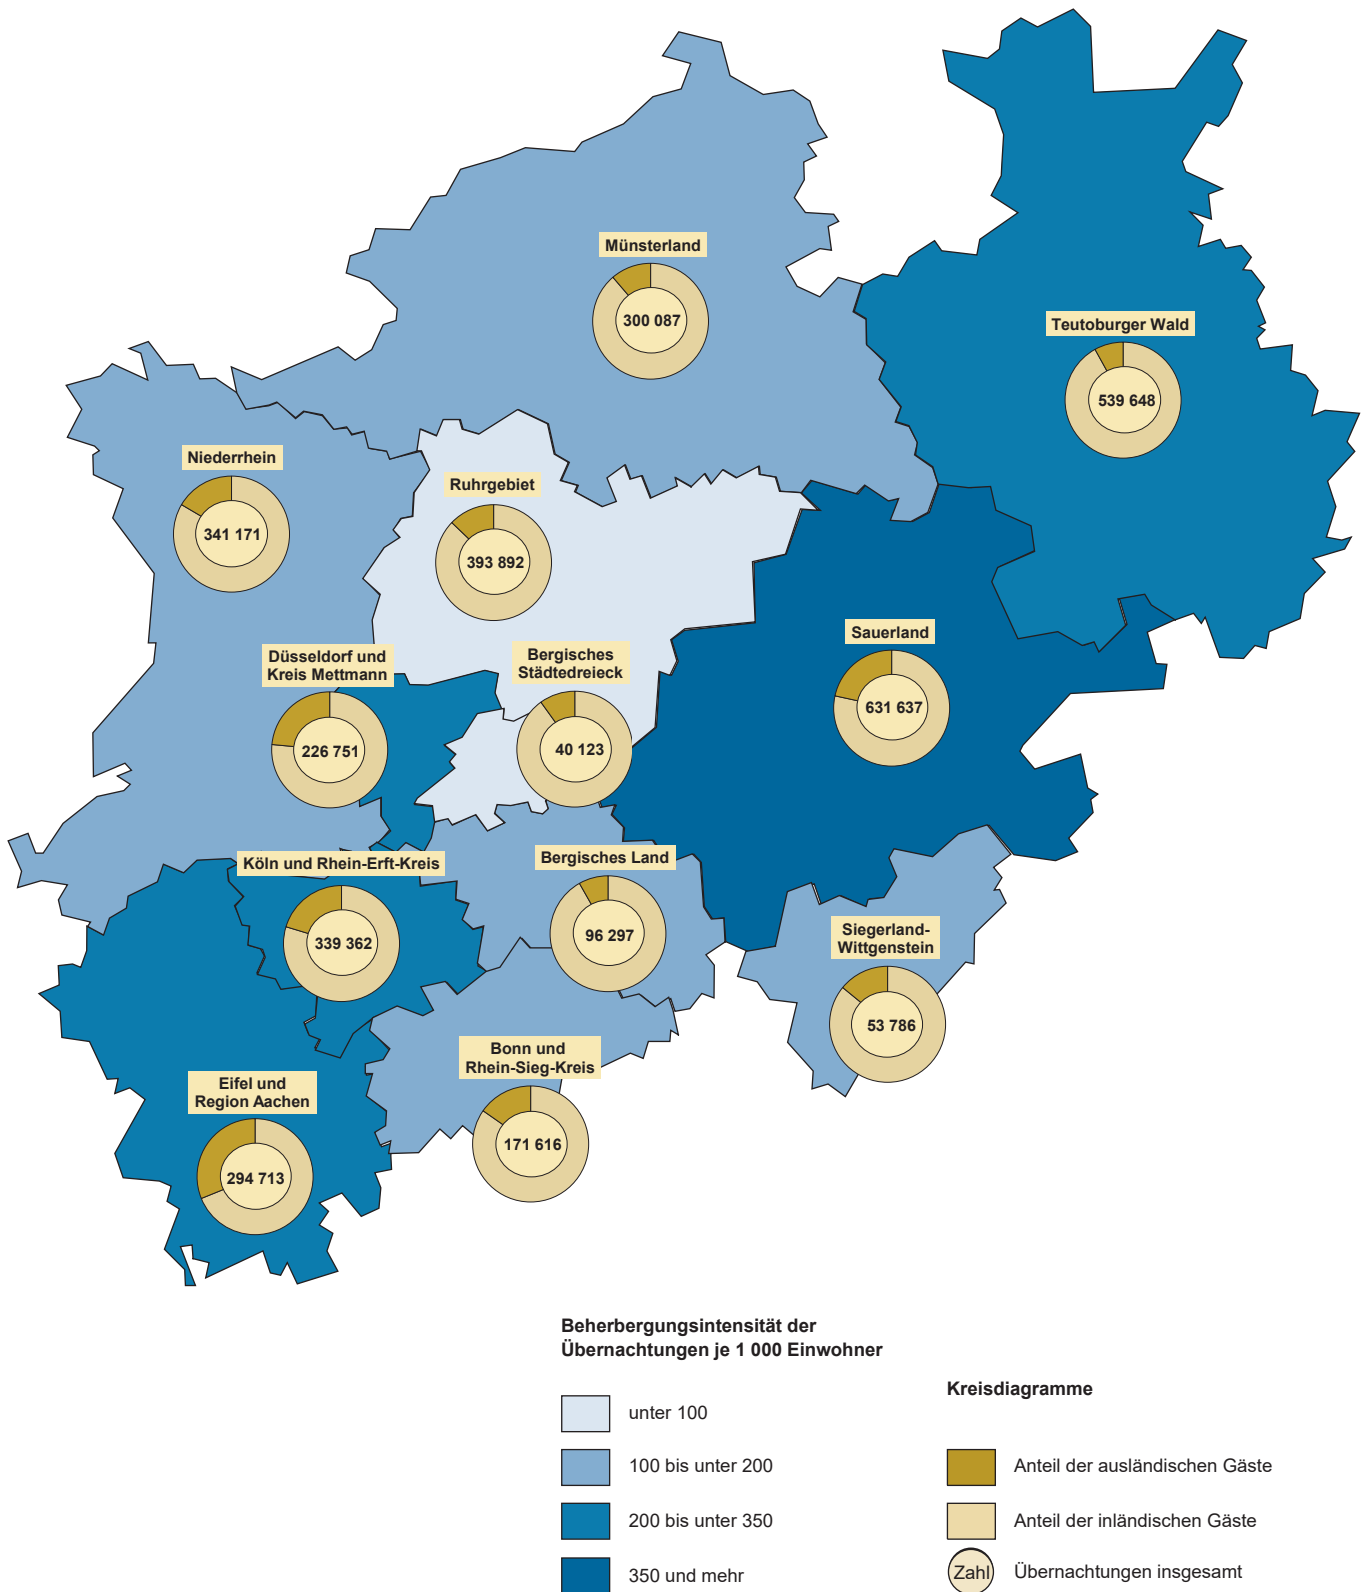 Münsterland
300 087
Teutoburger Wald
539 648
Niederrhein
341 171
Ruhrgebiet
393 892
Sauerland
631 637
Düsseldorf und
Kreis Mettmann
226 751
Bergisches
Städtedreieck
40 123
Köln und Rhein-Erft-Kreis
339 362
Bergisches Land
96 297
Siegerland-
Wittgenstein
53 786
Bonn und
Rhein-Sieg-Kreis
171 616
Eifel und
Region Aachen
294 713
Beherbergungsintensität der
Übernachtungen je 1 000 Einwohner
unter 100
100 bis unter 200
200 bis unter 350
350 und mehr
Kreisdiagramme
Anteil der ausländischen Gäste
Anteil der inländischen Gäste
Zahl Übernachtungen insgesamt